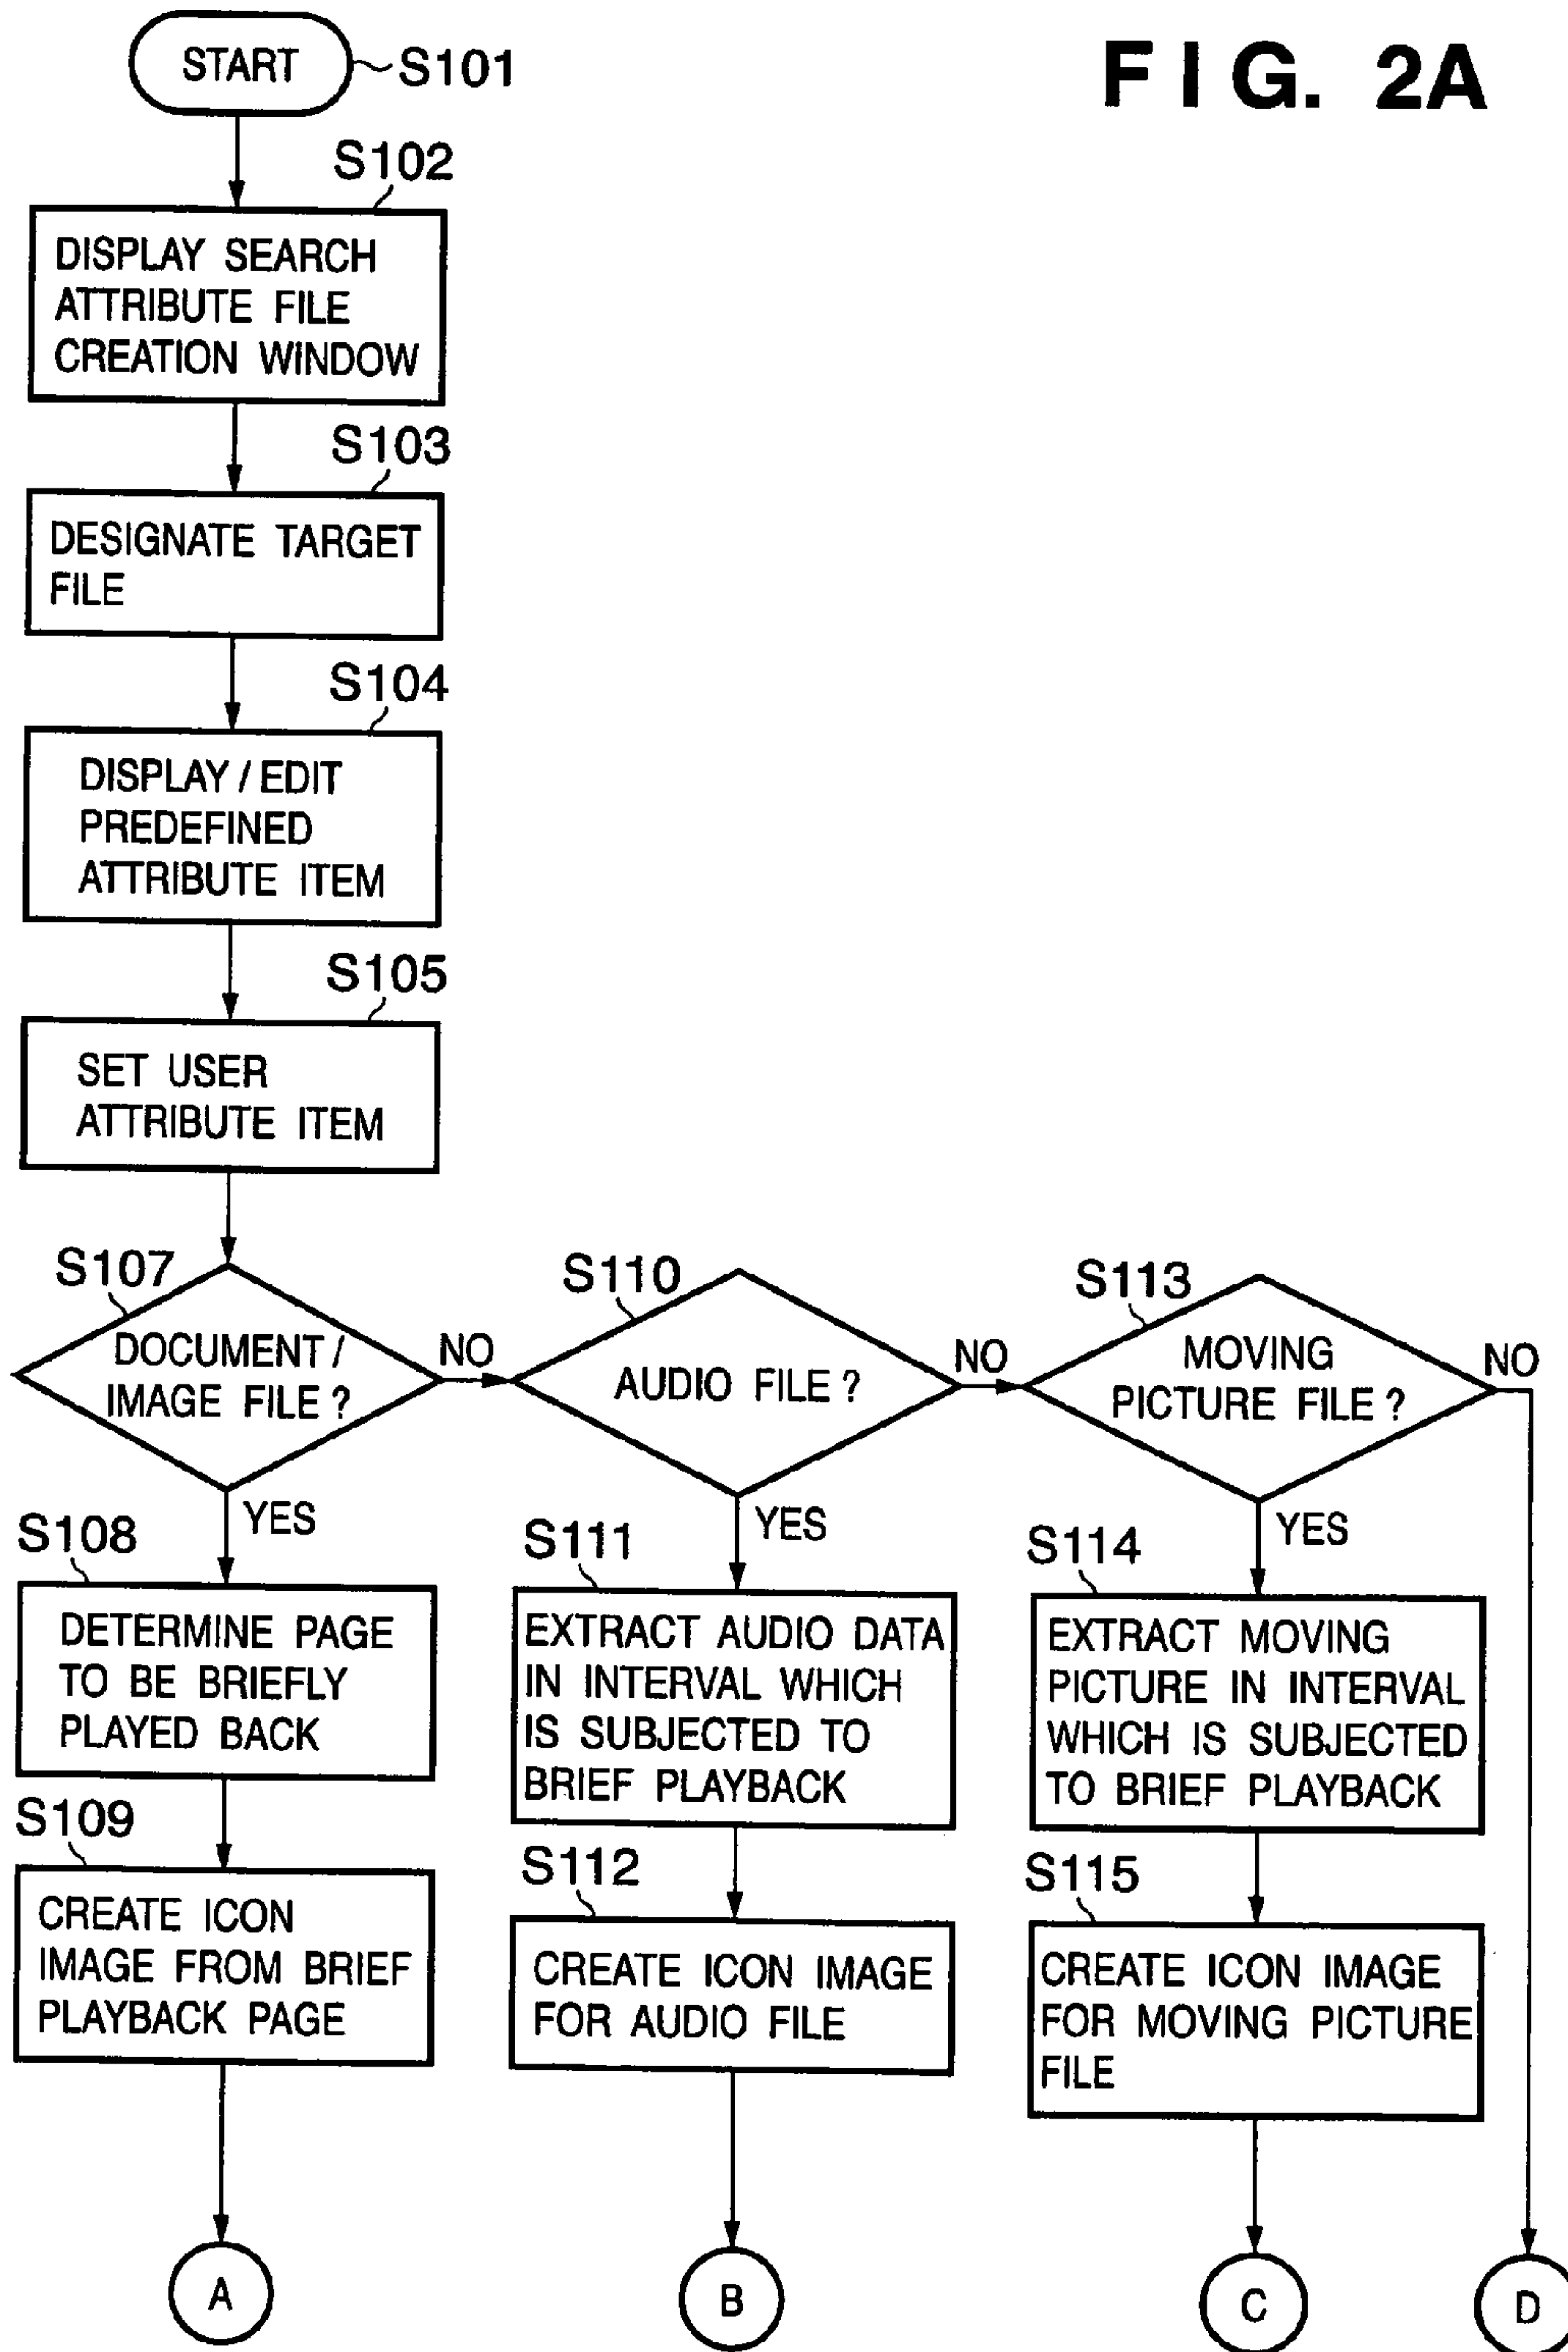 FIG. 2A
START
S101
S102
DISPLAY SEARCH
ATTRIBUTE FILE
CREATION WINDOW
S103
DESIGNATE TARGET
FILE
S104
DISPLAY / EDIT
PREDEFINED
ATTRIBUTE ITEM
S105
SET USER
ATTRIBUTE ITEM
S107
DOCUMENT /
IMAGE FILE ?
NO
YES
S110
AUDIO FILE ?
NO
YES
S113
MOVING
PICTURE FILE ?
NO
YES
S108
DETERMINE PAGE
TO BE BRIEFLY
PLAYED BACK
S109
CREATE ICON
IMAGE FROM BRIEF
PLAYBACK PAGE
A
S111
EXTRACT AUDIO DATA
IN INTERVAL WHICH
IS SUBJECTED TO
BRIEF PLAYBACK
S112
CREATE ICON IMAGE
FOR AUDIO FILE
B
S114
EXTRACT MOVING
PICTURE IN INTERVAL
WHICH IS SUBJECTED
TO BRIEF PLAYBACK
S115
CREATE ICON IMAGE
FOR MOVING PICTURE
FILE
C
D